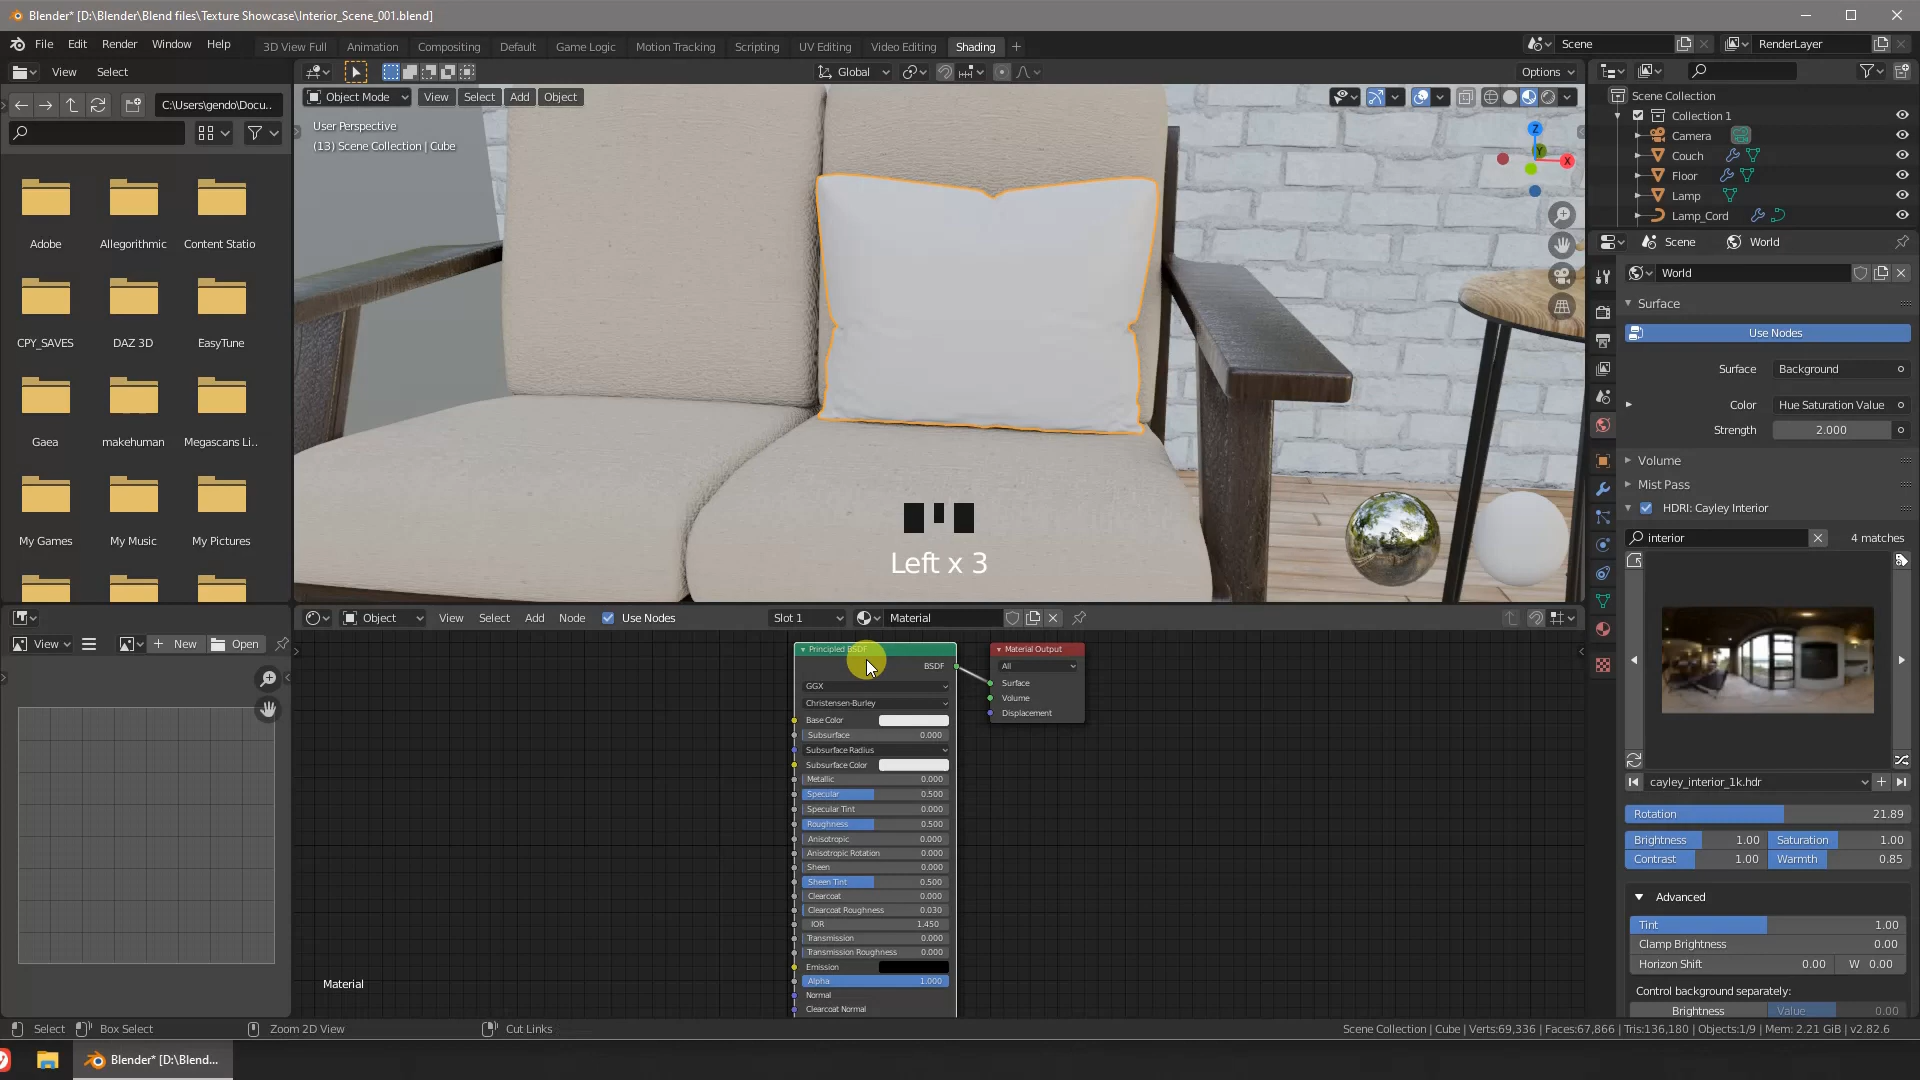 Blender* [D:\Blender\Blend files\Texture Showcase\Interior_Scene_001.blend]
File Edit Render Window Help 3D View Full Animation Compositing Default Game Logic Motion Tracking Scripting UV Editing Video Editing Shading + Scene RenderLayer
View Select Global Options
C:\Users\gendo\Docu.. Object Mode View Select Add Object
Scene Collection
Collection 1
Camera
Couch
Floor
Lamp
Lamp_Cord
User Perspective
(13) Scene Collection | Cube
Z
Y
X
Adobe Allegorithmic Content Statio
CPY_SAVES DAZ 3D EasyTune
Gaea makehuman Megascans Li..
My Games My Music My Pictures
Left x 3
Scene World
World
Surface
Use Nodes
Surface Background
Color Hue Saturation Value
Strength 2.000
Volume
Mist Pass
HDRI: Cayley Interior
interior 4 matches
cayley_interior_1k.hdr
Rotation 21.89
Brightness 1.00 Saturation 1.00
Contrast 1.00 Warmth 0.85
Advanced
Tint 1.00
Clamp Brightness 0.00
Horizon Shift 0.00 W 0.00
Control background separately:
Brightness Value 0.00
Object View Select Add Node Use Nodes Slot 1 Material
View New Open
Principled BSDF
BSDF
GGX
Christensen-Burley
Base Color
Subsurface 0.000
Subsurface Radius
Subsurface Color
Metallic 0.000
Specular 0.500
Specular Tint 0.000
Roughness 0.500
Anisotropic 0.000
Anisotropic Rotation 0.000
Sheen 0.000
Sheen Tint 0.500
Clearcoat 0.000
Clearcoat Roughness 0.030
IOR 1.450
Transmission 0.000
Transmission Roughness 0.000
Emission
Alpha 1.000
Normal
Clearcoat Normal
Material Output
All
Surface
Volume
Displacement
Material
Select Box Select Zoom 2D View Cut Links Scene Collection | Cube | Verts:69,336 | Faces:67,866 | Tris:136,180 | Objects:1/9 | Mem: 2.21 GiB | v2.82.6
Blender* [D:\Blend...